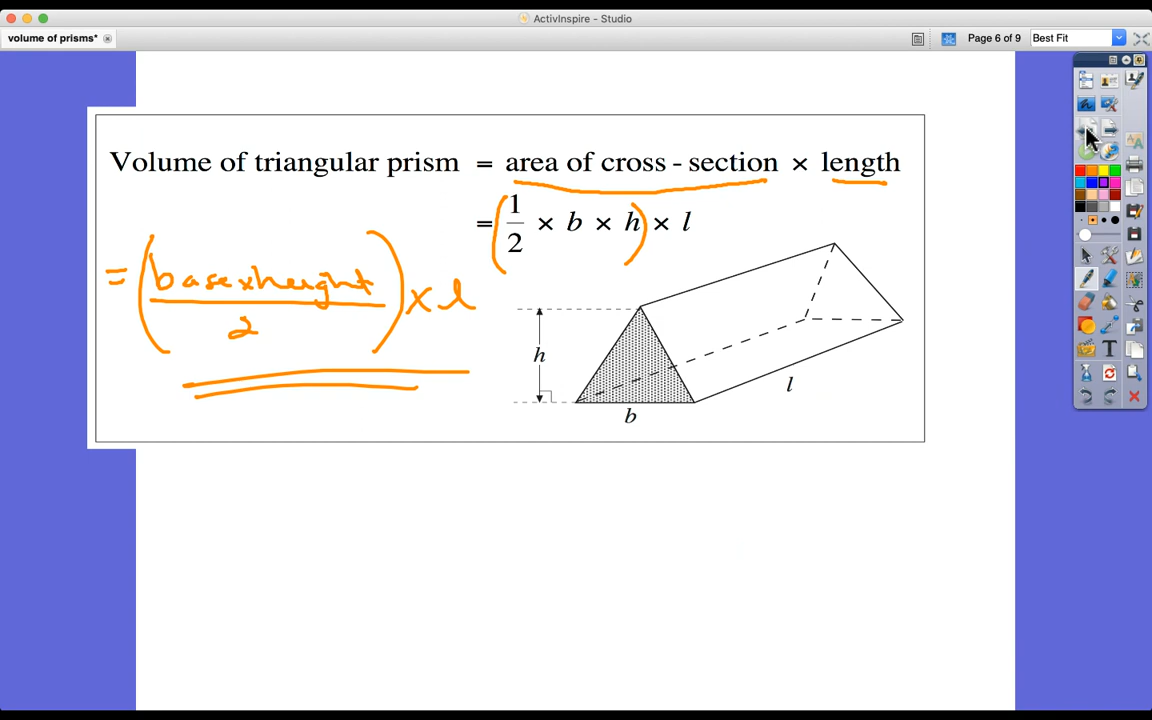 ActivInspire - Studio
volume of prisms*
Page 6 of 9
Best Fit
Volume of triangular prism = area of cross - section × length
= (1/2 × b × h) × l
= (base x height / 2) x l
h
b
l